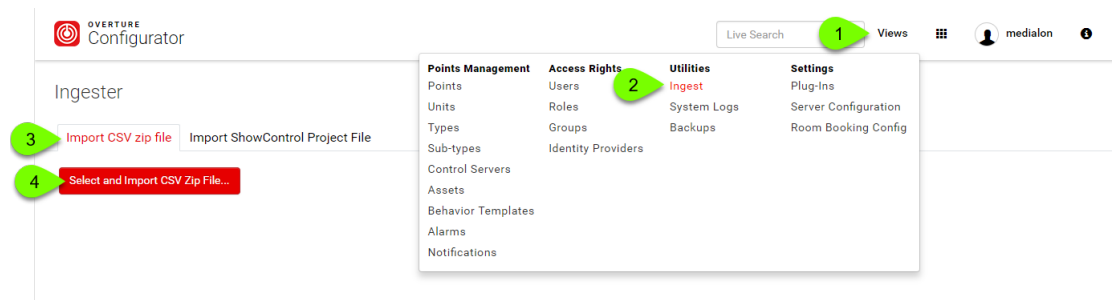 OVERTURE
Configurator
Live Search
1
Views
medialon
Ingester
Points Management Access Rights Utilities Settings
Points Users 2 Ingest Plug-Ins
Units Roles System Logs Server Configuration
Types Groups Backups Room Booking Config
Sub-types Identity Providers
Control Servers
Assets
Behavior Templates
Alarms
Notifications
3 Import CSV zip file Import ShowControl Project File
4 Select and Import CSV Zip File...